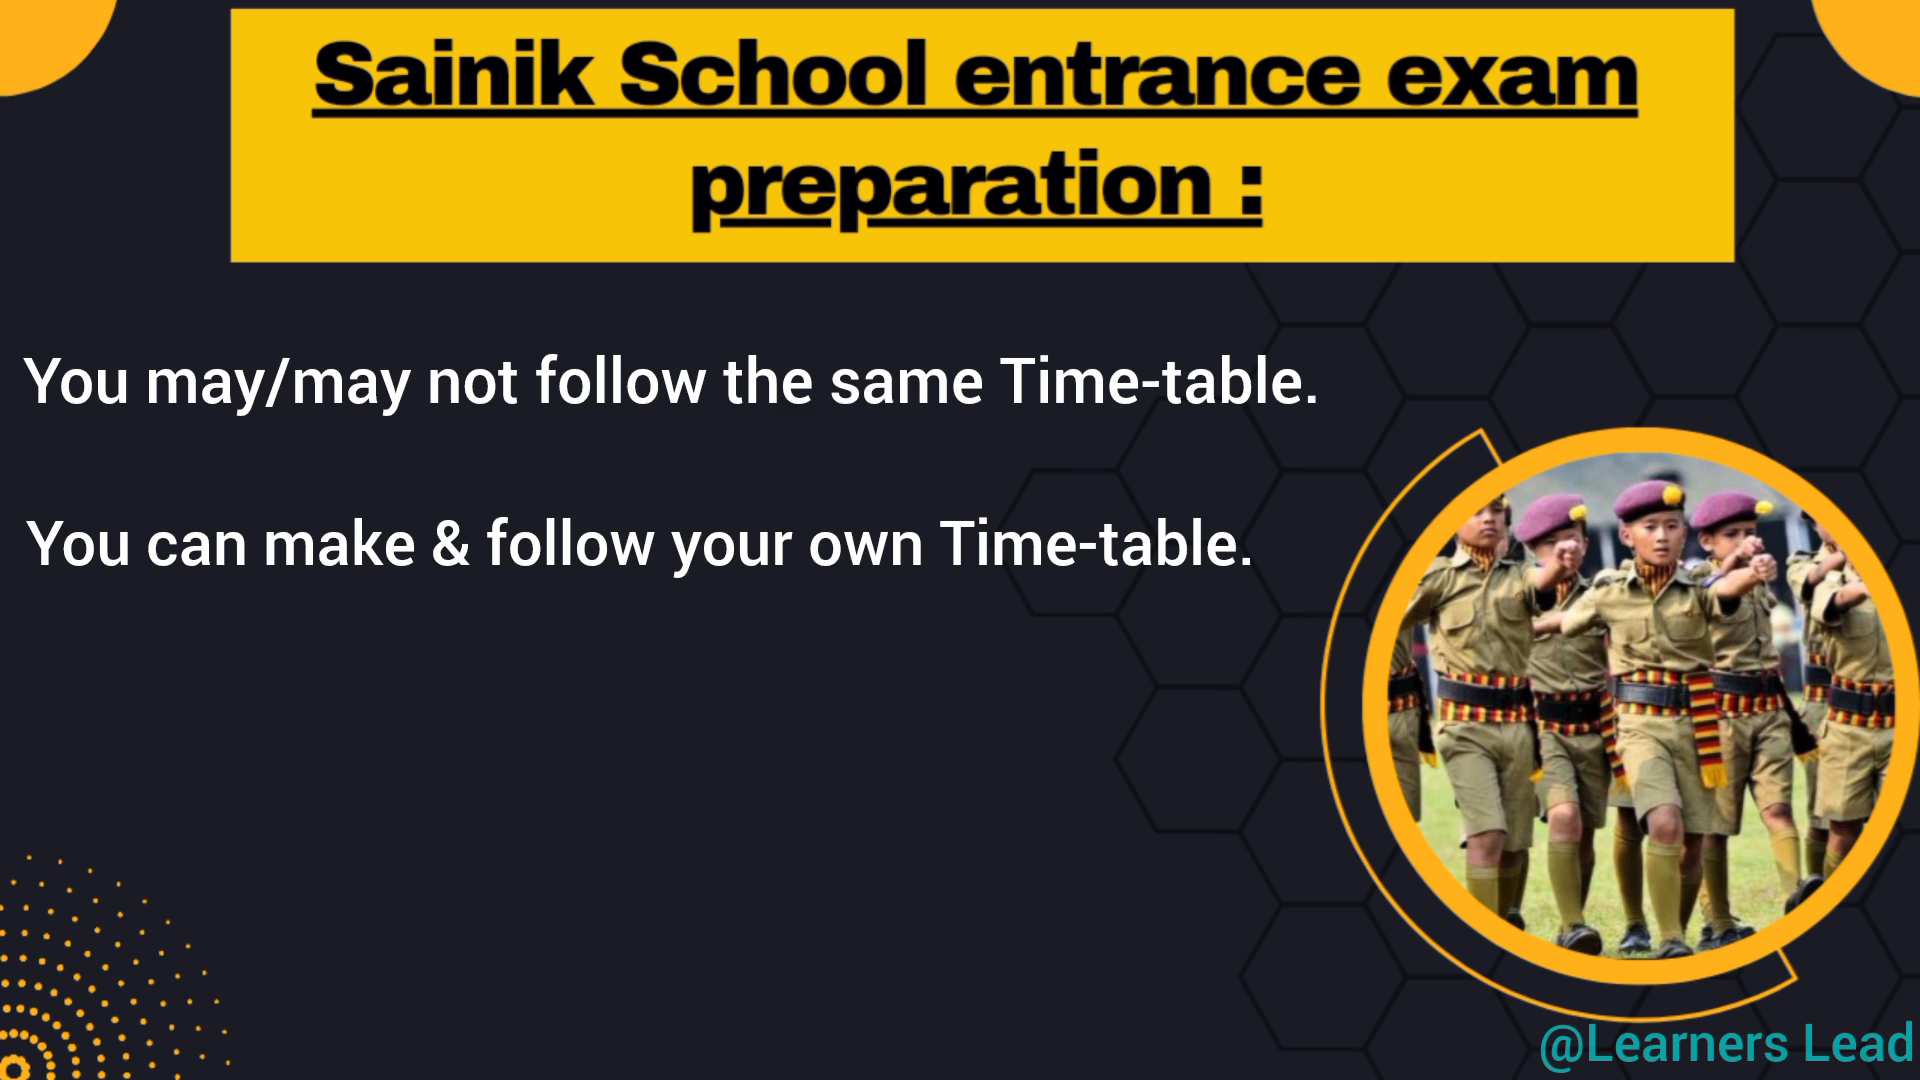 Sainik School entrance exam
preparation :
You may/may not follow the same Time-table.
You can make & follow your own Time-table.
@Learners Lead